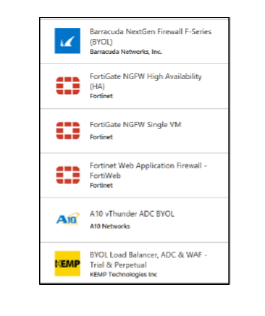 Barracuda NextGen Firewall F-Series
(BYOL)
Barracuda Networks, Inc.
FortiGate NGFW High Availability
(HA)
Fortinet
FortiGate NGFW Single VM
Fortinet
Fortinet Web Application Firewall -
FortiWeb
Fortinet
A10
A10 vThunder ADC BYOL
A10 Networks
KEMP
BYOL Load Balancer, ADC & WAF -
Trial & Perpetual
KEMP Technologies Inc